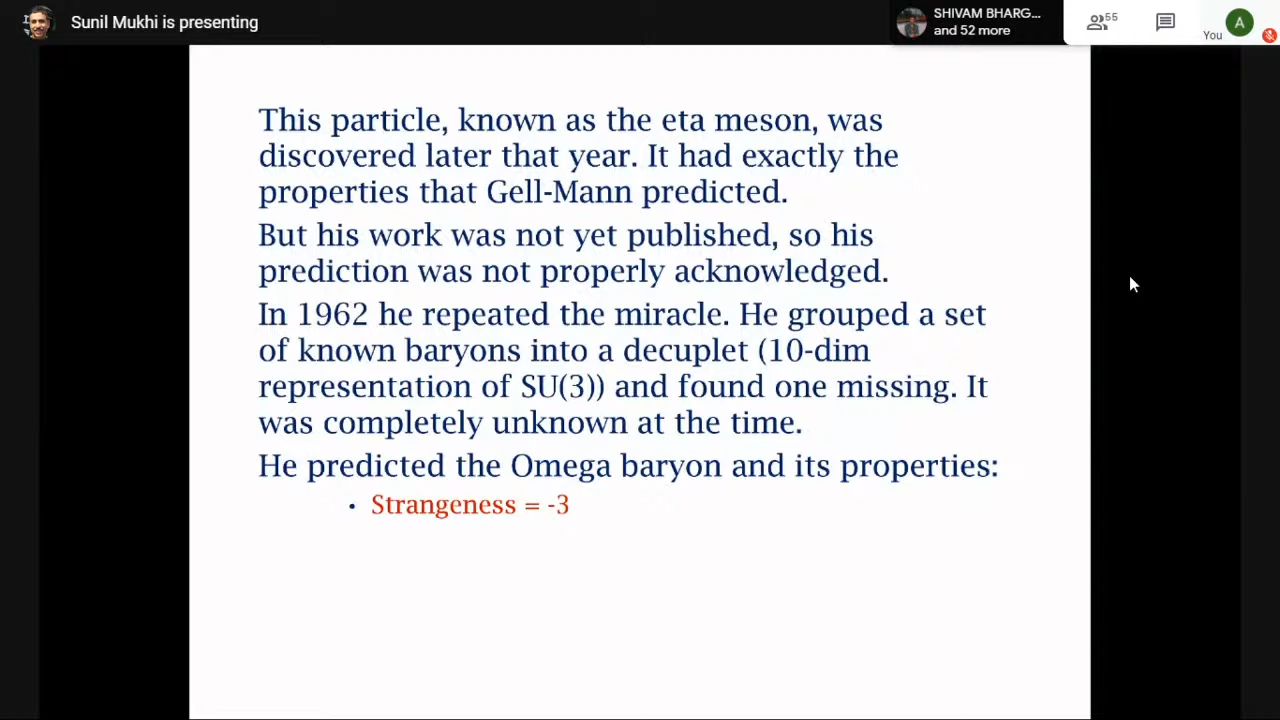 Sunil Mukhi is presenting
SHIVAM BHARG...
and 52 more
55
You
A
This particle, known as the eta meson, was
discovered later that year. It had exactly the
properties that Gell-Mann predicted.
But his work was not yet published, so his
prediction was not properly acknowledged.
In 1962 he repeated the miracle. He grouped a set
of known baryons into a decuplet (10-dim
representation of SU(3)) and found one missing. It
was completely unknown at the time.
He predicted the Omega baryon and its properties:
• Strangeness = -3